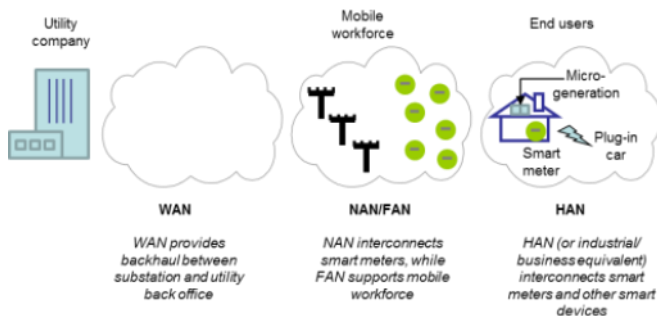 Utility
company
Mobile
workforce
End users
Micro-
generation
Smart
meter
Plug-in
car
WAN
NAN/FAN
HAN
WAN provides
backhaul between
substation and utility
back office
NAN interconnects
smart meters, while
FAN supports mobile
workforce
HAN (or industrial/
business equivalent)
interconnects smart
meters and other smart
devices